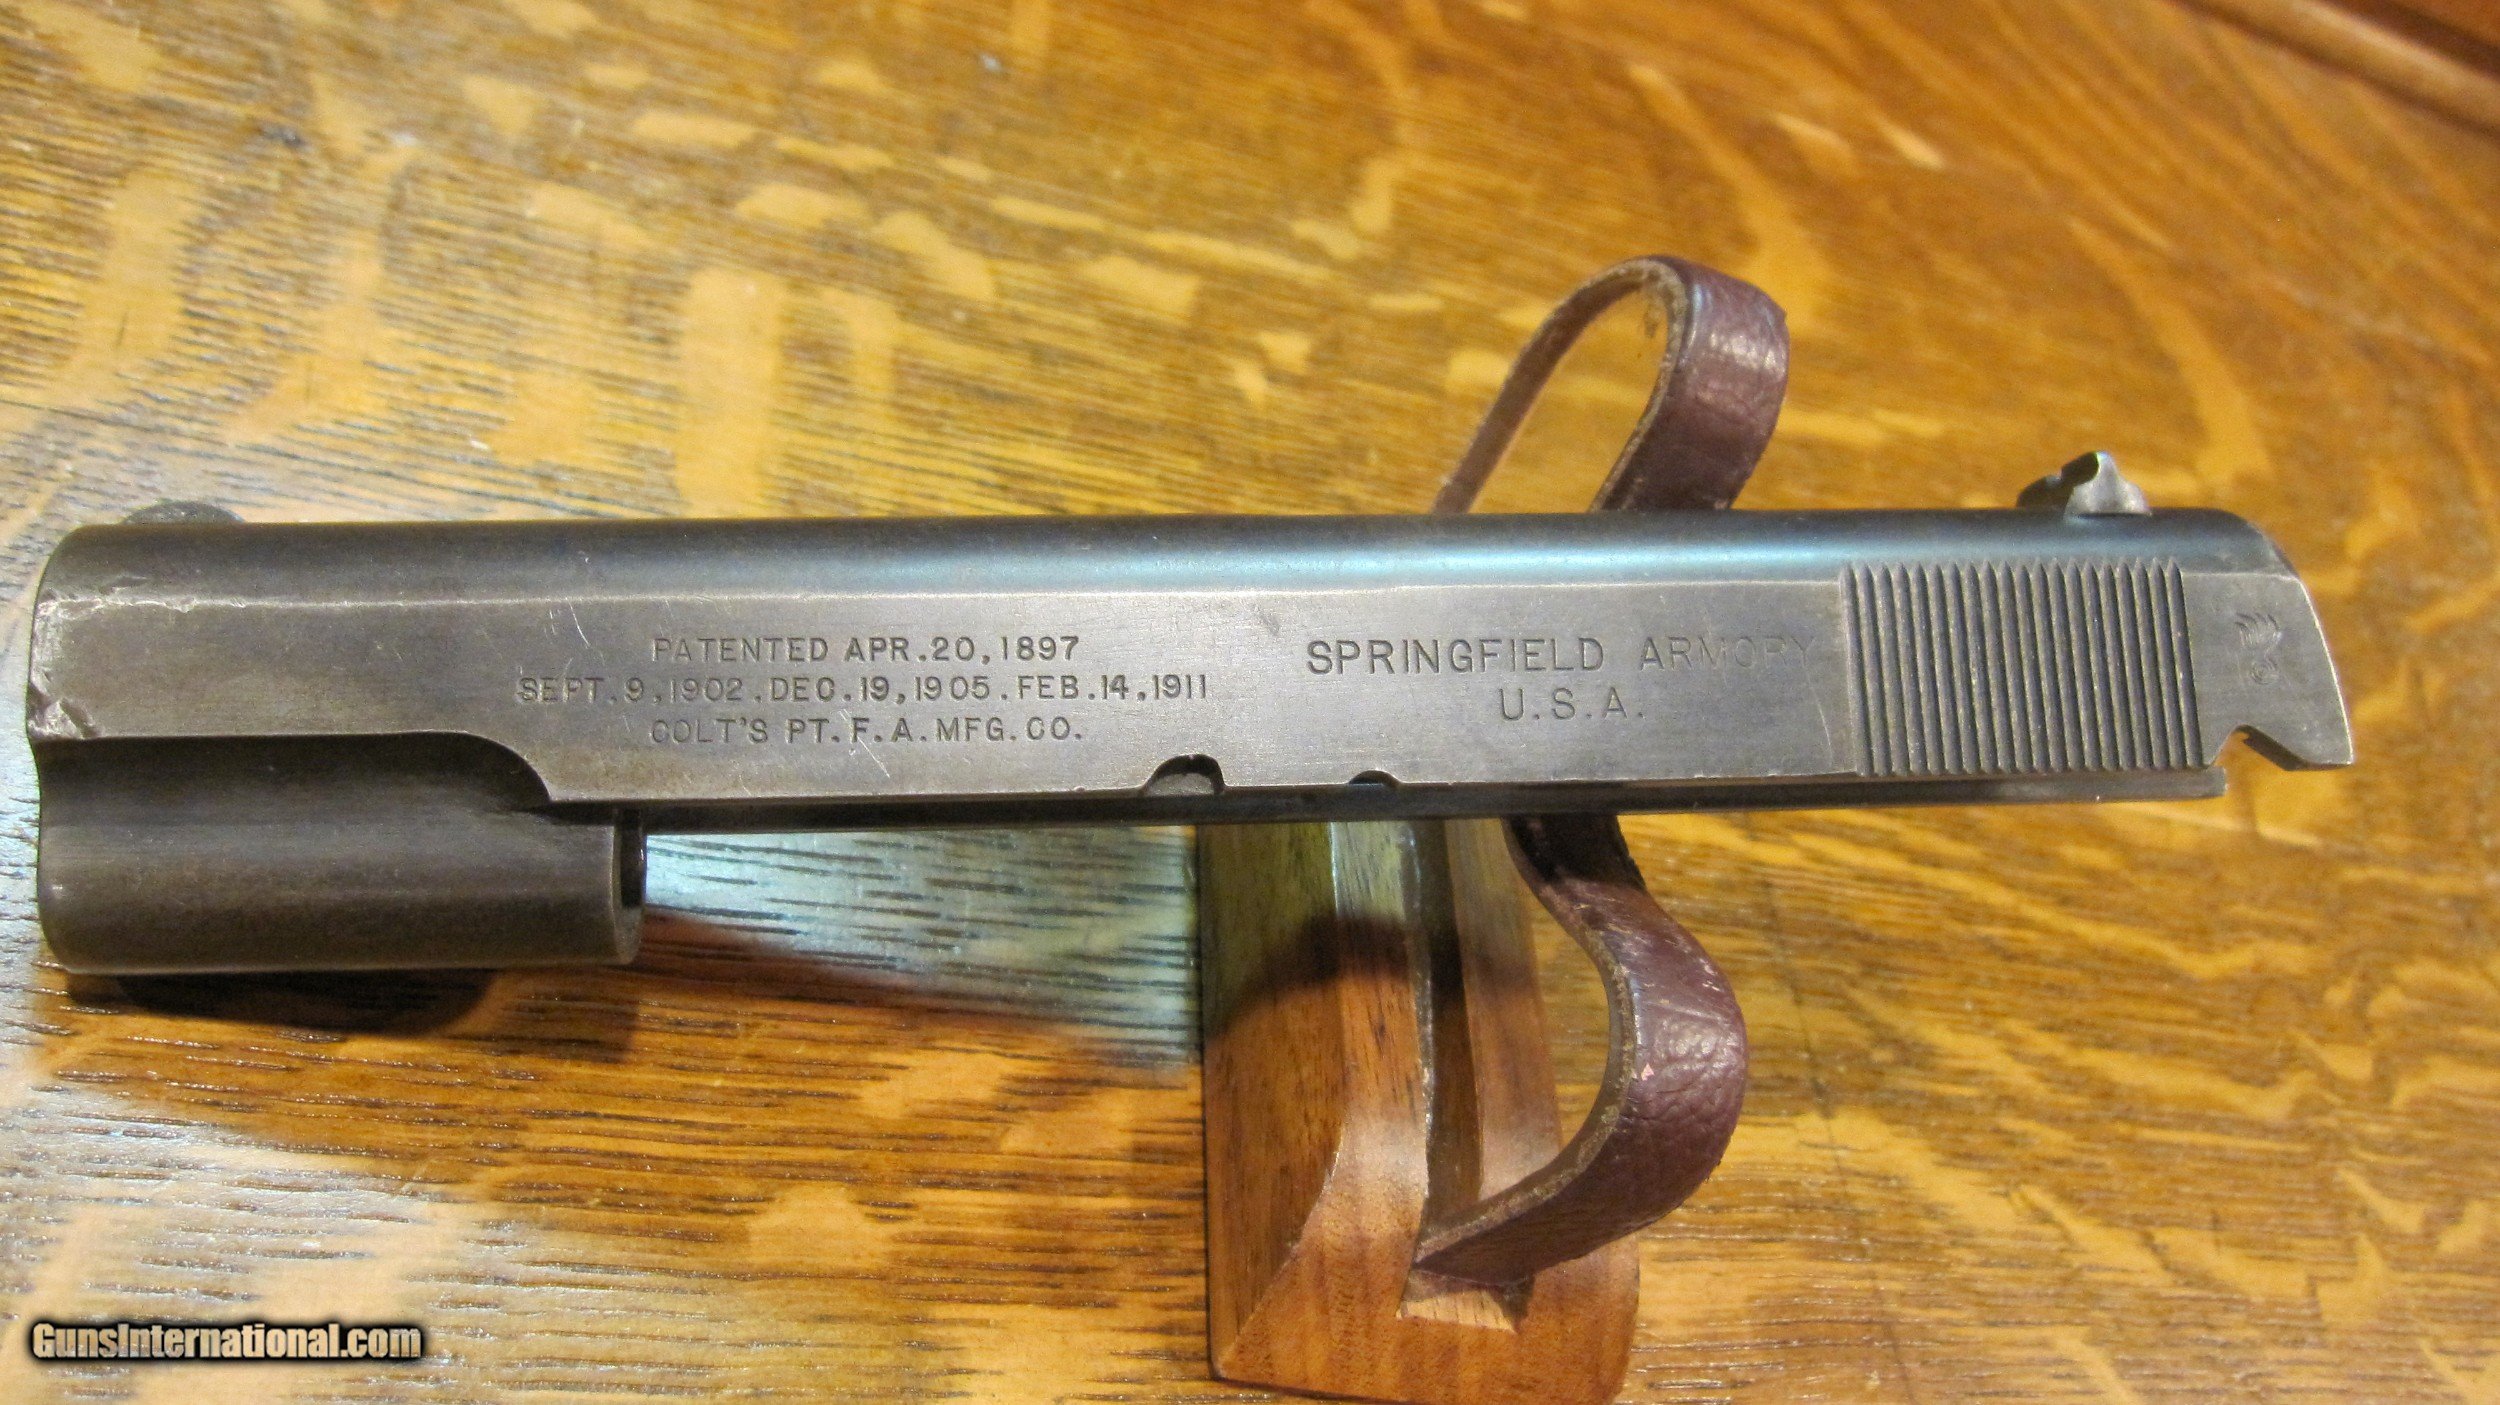 PATENTED APR.20,1897
SEPT.9,1902.DEC.19,1905.FEB.14,1911
COLT'S PT.F.A.MFG.CO.
SPRINGFIELD ARMORY
U.S.A.
GunsInternational.com